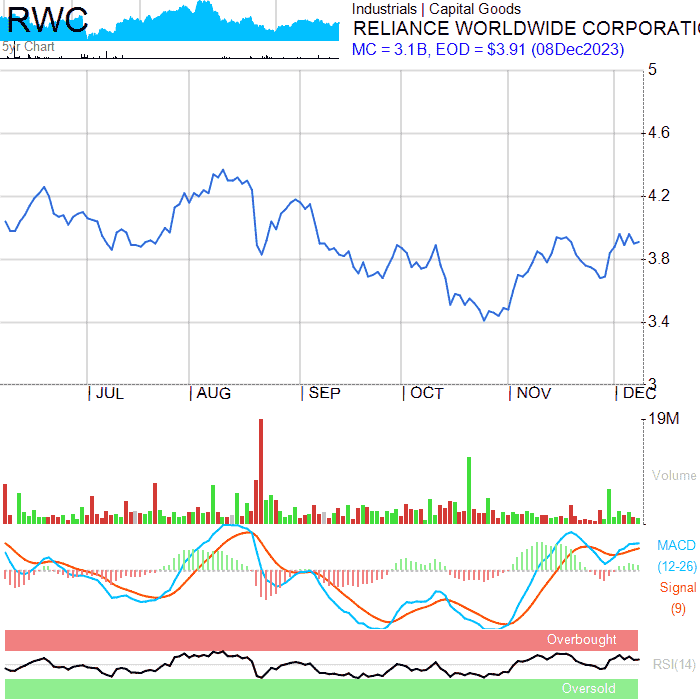 RWC
5yr Chart
Industrials | Capital Goods
RELIANCE WORLDWIDE CORPORATI
MC = 3.1B, EOD = $3.91 (08Dec2023)
5
4.6
4.2
3.8
3.4
3
JUL
AUG
SEP
OCT
NOV
DEC
19M
Volume
MACD
(12-26)
Signal
(9)
Overbought
RSI(14)
Oversold